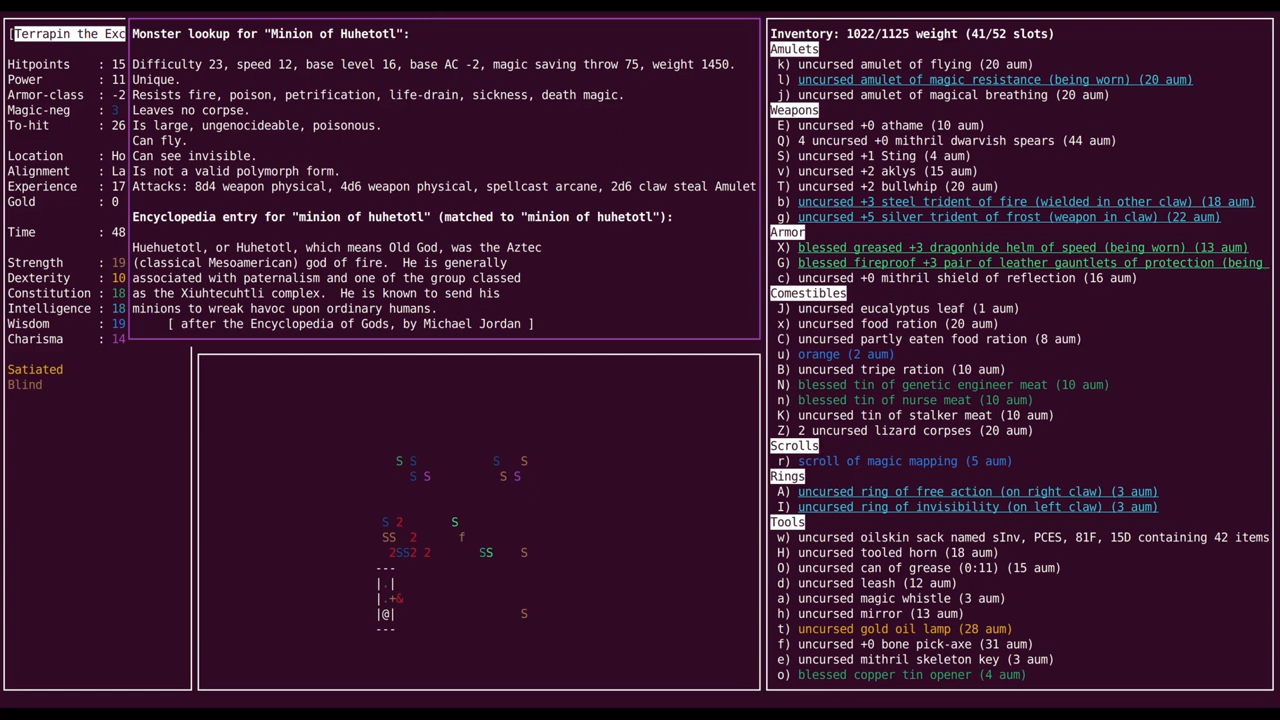 [Terrapin the Exc
Hitpoints : 15
Power : 11
Armor-class : -2
Magic-neg : 3
To-hit : 26
Location : Ho
Alignment : La
Experience : 17
Gold : 0
Time : 48
Strength : 19
Dexterity : 10
Constitution : 18
Intelligence : 18
Wisdom : 19
Charisma : 14
Satiated
Blind
Monster lookup for "Minion of Huhetotl":
Difficulty 23, speed 12, base level 16, base AC -2, magic saving throw 75, weight 1450.
Unique.
Resists fire, poison, petrification, life-drain, sickness, death magic.
Leaves no corpse.
Is large, ungenocideable, poisonous.
Can fly.
Can see invisible.
Is not a valid polymorph form.
Attacks: 8d4 weapon physical, 4d6 weapon physical, spellcast arcane, 2d6 claw steal Amulet
Encyclopedia entry for "minion of huhetotl" (matched to "minion of huhetotl"):
Huehuetotl, or Huhetotl, which means Old God, was the Aztec
(classical Mesoamerican) god of fire. He is generally
associated with paternalism and one of the group classed
as the Xiuhtecuhtli complex. He is known to send his
minions to wreak havoc upon ordinary humans.
[ after the Encyclopedia of Gods, by Michael Jordan ]
S S S S
S S S S
S 2 S
SS 2 f
2SS2 2 SS S
---
|.|
|.+&
|@| S
---
Inventory: 1022/1125 weight (41/52 slots)
Amulets
k) uncursed amulet of flying (20 aum)
l) uncursed amulet of magic resistance (being worn) (20 aum)
j) uncursed amulet of magical breathing (20 aum)
Weapons
E) uncursed +0 athame (10 aum)
Q) 4 uncursed +0 mithril dwarvish spears (44 aum)
S) uncursed +1 Sting (4 aum)
v) uncursed +2 aklys (15 aum)
T) uncursed +2 bullwhip (20 aum)
b) uncursed +3 steel trident of fire (wielded in other claw) (18 aum)
g) uncursed +5 silver trident of frost (weapon in claw) (22 aum)
Armor
X) blessed greased +3 dragonhide helm of speed (being worn) (13 aum)
G) blessed fireproof +3 pair of leather gauntlets of protection (being
c) uncursed +0 mithril shield of reflection (16 aum)
Comestibles
J) uncursed eucalyptus leaf (1 aum)
x) uncursed food ration (20 aum)
C) uncursed partly eaten food ration (8 aum)
u) orange (2 aum)
B) uncursed tripe ration (10 aum)
N) blessed tin of genetic engineer meat (10 aum)
n) blessed tin of nurse meat (10 aum)
K) uncursed tin of stalker meat (10 aum)
Z) 2 uncursed lizard corpses (20 aum)
Scrolls
r) scroll of magic mapping (5 aum)
Rings
A) uncursed ring of free action (on right claw) (3 aum)
I) uncursed ring of invisibility (on left claw) (3 aum)
Tools
w) uncursed oilskin sack named sInv, PCES, 81F, 15D containing 42 items
H) uncursed tooled horn (18 aum)
O) uncursed can of grease (0:11) (15 aum)
d) uncursed leash (12 aum)
a) uncursed magic whistle (3 aum)
h) uncursed mirror (13 aum)
t) uncursed gold oil lamp (28 aum)
f) uncursed +0 bone pick-axe (31 aum)
e) uncursed mithril skeleton key (3 aum)
o) blessed copper tin opener (4 aum)